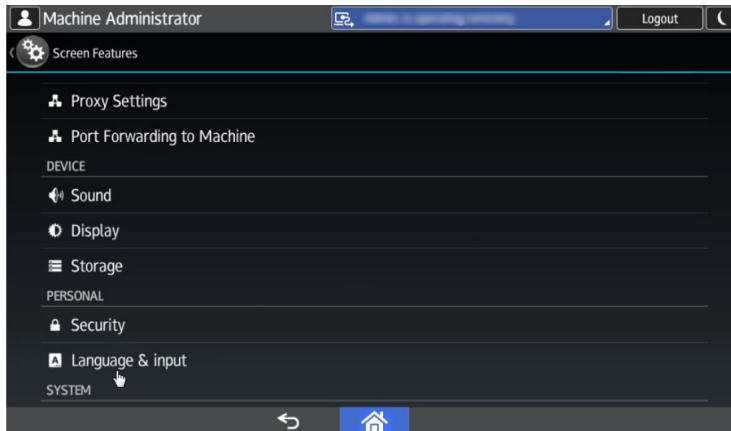 Machine Administrator
Logout
Screen Features
Proxy Settings
Port Forwarding to Machine
DEVICE
Sound
Display
Storage
PERSONAL
Security
A Language & input
SYSTEM